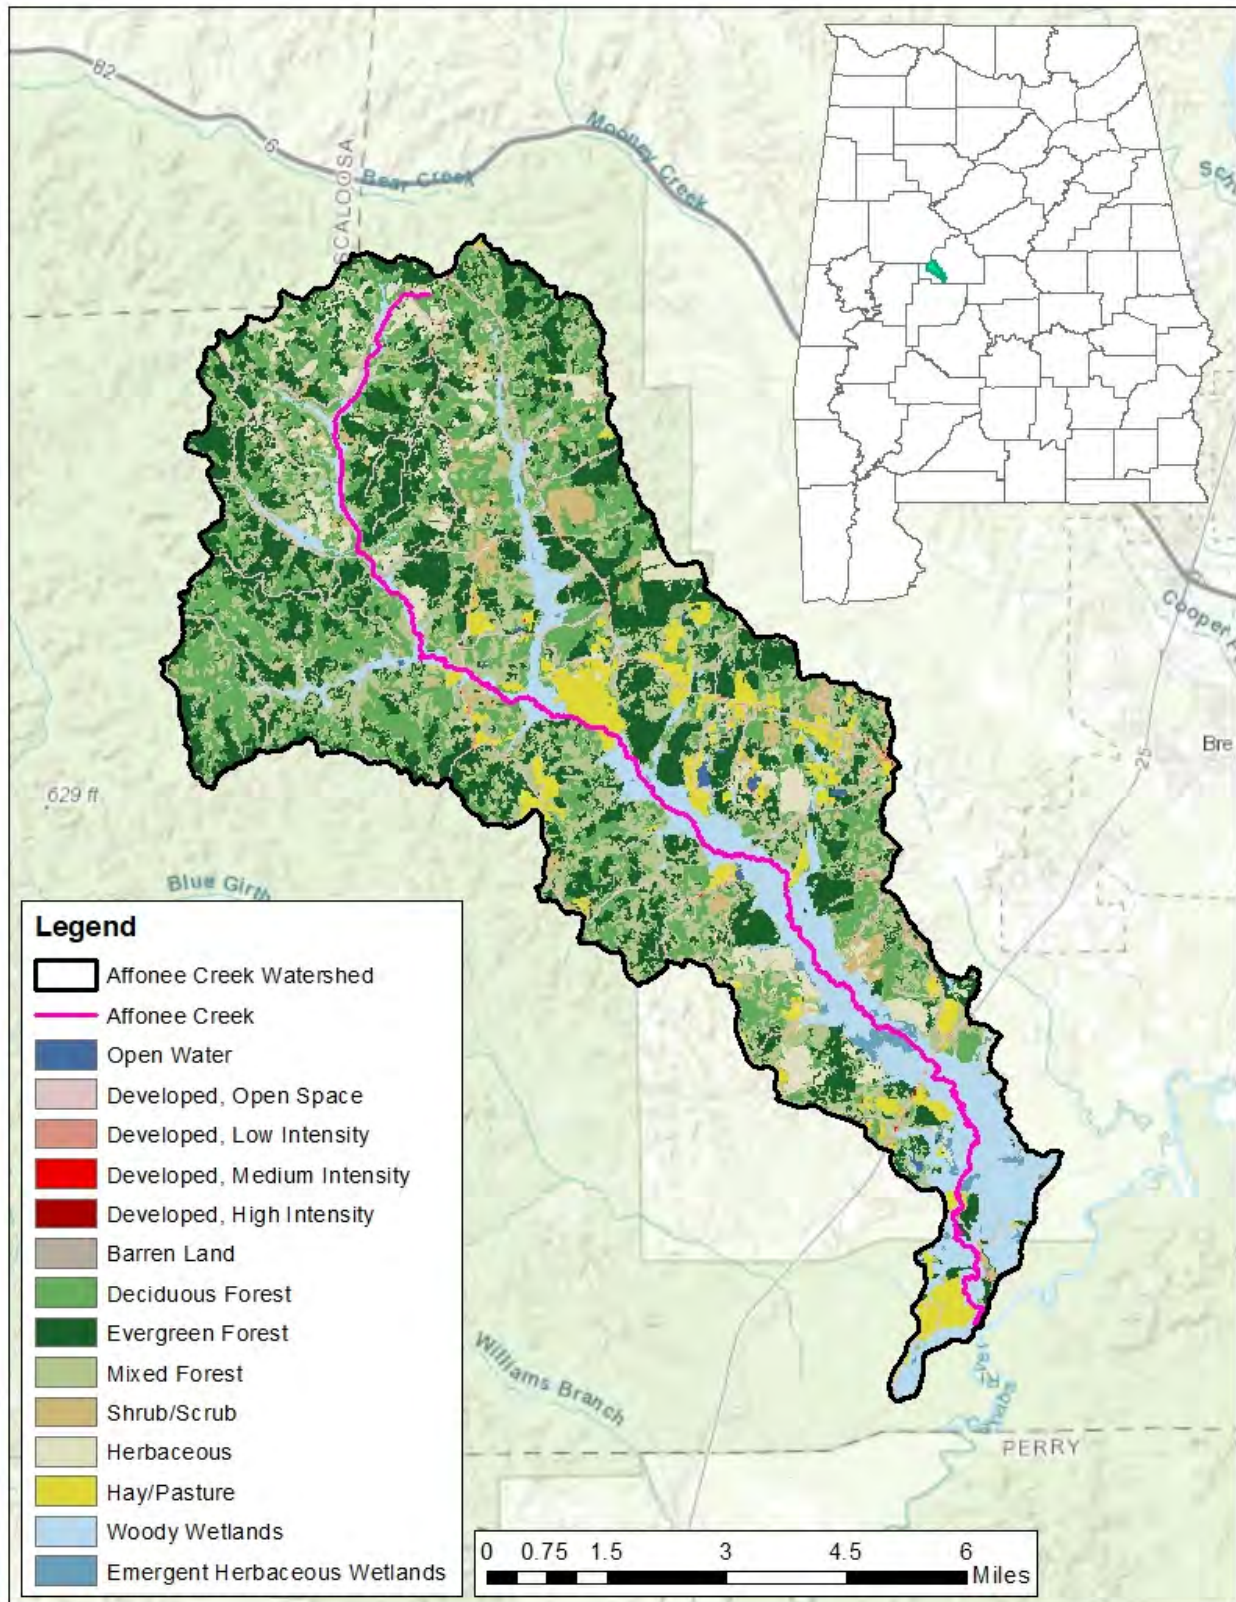 82
6
SCALOOSA
Bear Creek
Mooney Creek
Cooper
25
Bre
629 ft
Blue Girth
Williams Branch
PERRY
Legend
Affonee Creek Watershed
Affonee Creek
Open Water
Developed, Open Space
Developed, Low Intensity
Developed, Medium Intensity
Developed, High Intensity
Barren Land
Deciduous Forest
Evergreen Forest
Mixed Forest
Shrub/Scrub
Herbaceous
Hay/Pasture
Woody Wetlands
Emergent Herbaceous Wetlands
0 0.75 1.5 3 4.5 6
Miles